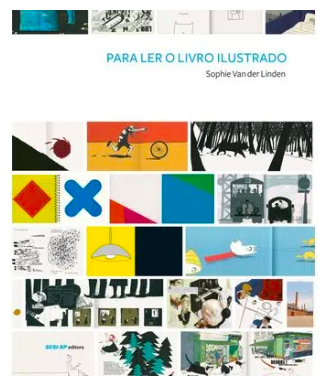 PARA LER O LIVRO ILUSTRADO
Sophie Van der Linden
SESI-SP editora